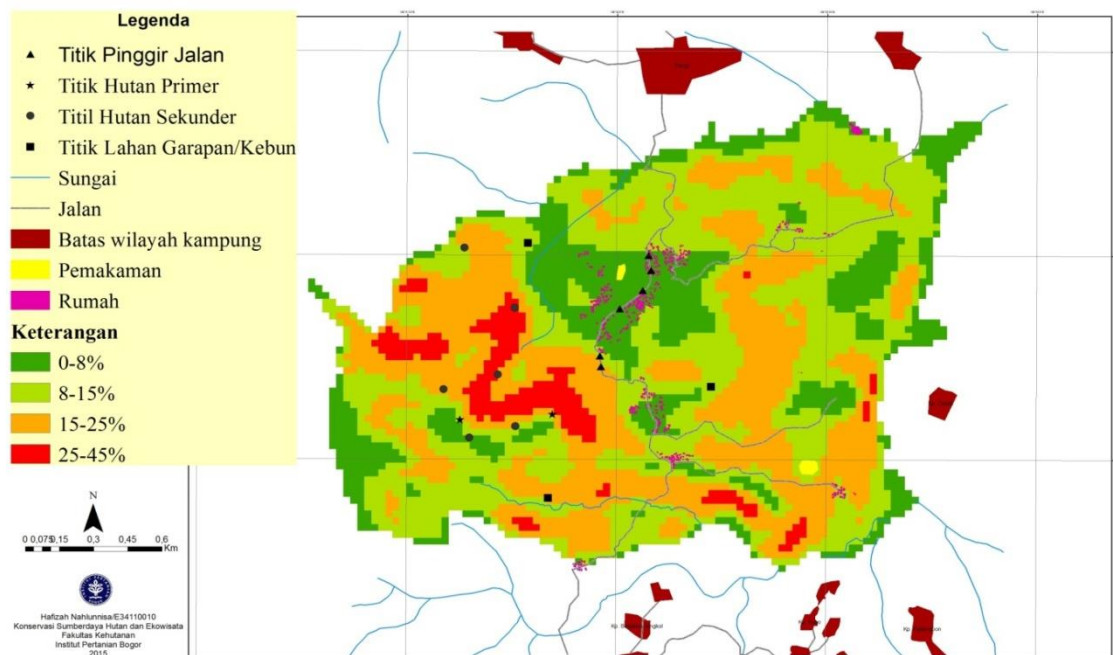 Legenda
Titik Pinggir Jalan
Titik Hutan Primer
Titil Hutan Sekunder
Titik Lahan Garapan/Kebun
Sungai
Jalan
Batas wilayah kampung
Pemakaman
Rumah
Keterangan
0-8%
8-15%
15-25%
25-45%
N
0 0,075 0,15 0,3 0,45 0,6
Km
Hafizah Nahlunnisa/E34110010
Konservasi Sumberdaya Hutan dan Ekowisata
Fakultas Kehutanan
Institut Pertanian Bogor
2015